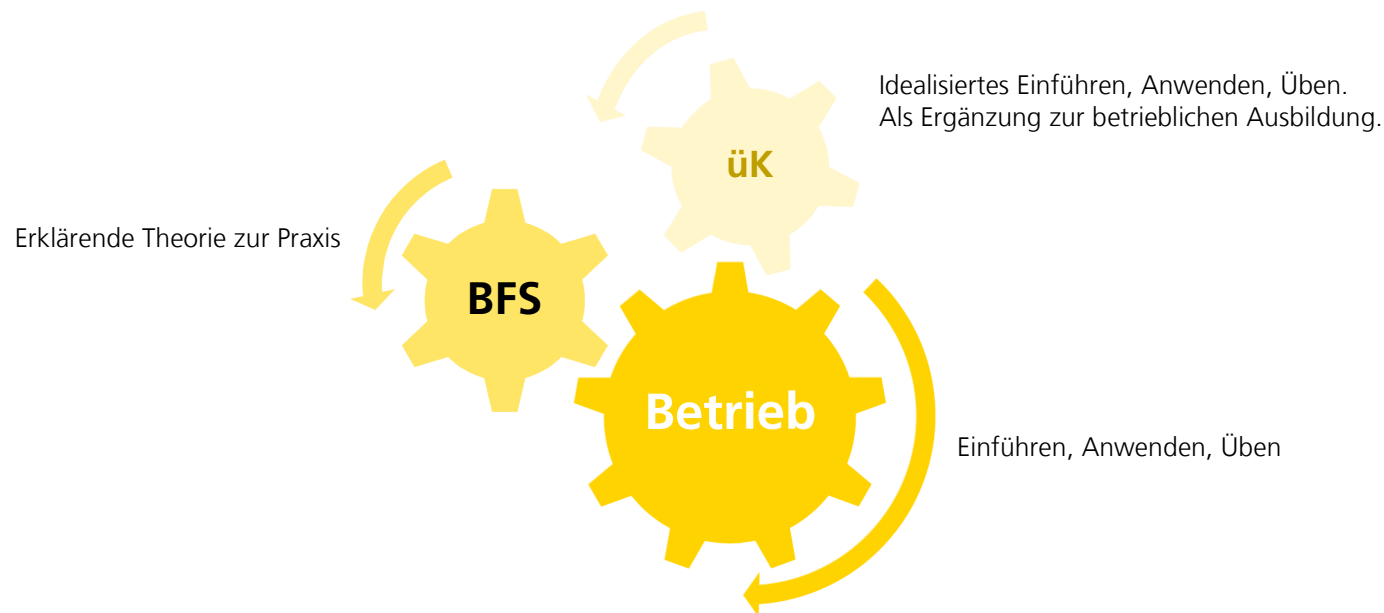 Idealisiertes Einführen, Anwenden, Üben.
Als Ergänzung zur betrieblichen Ausbildung.
üK
Erklärende Theorie zur Praxis
BFS
Betrieb
Einführen, Anwenden, Üben